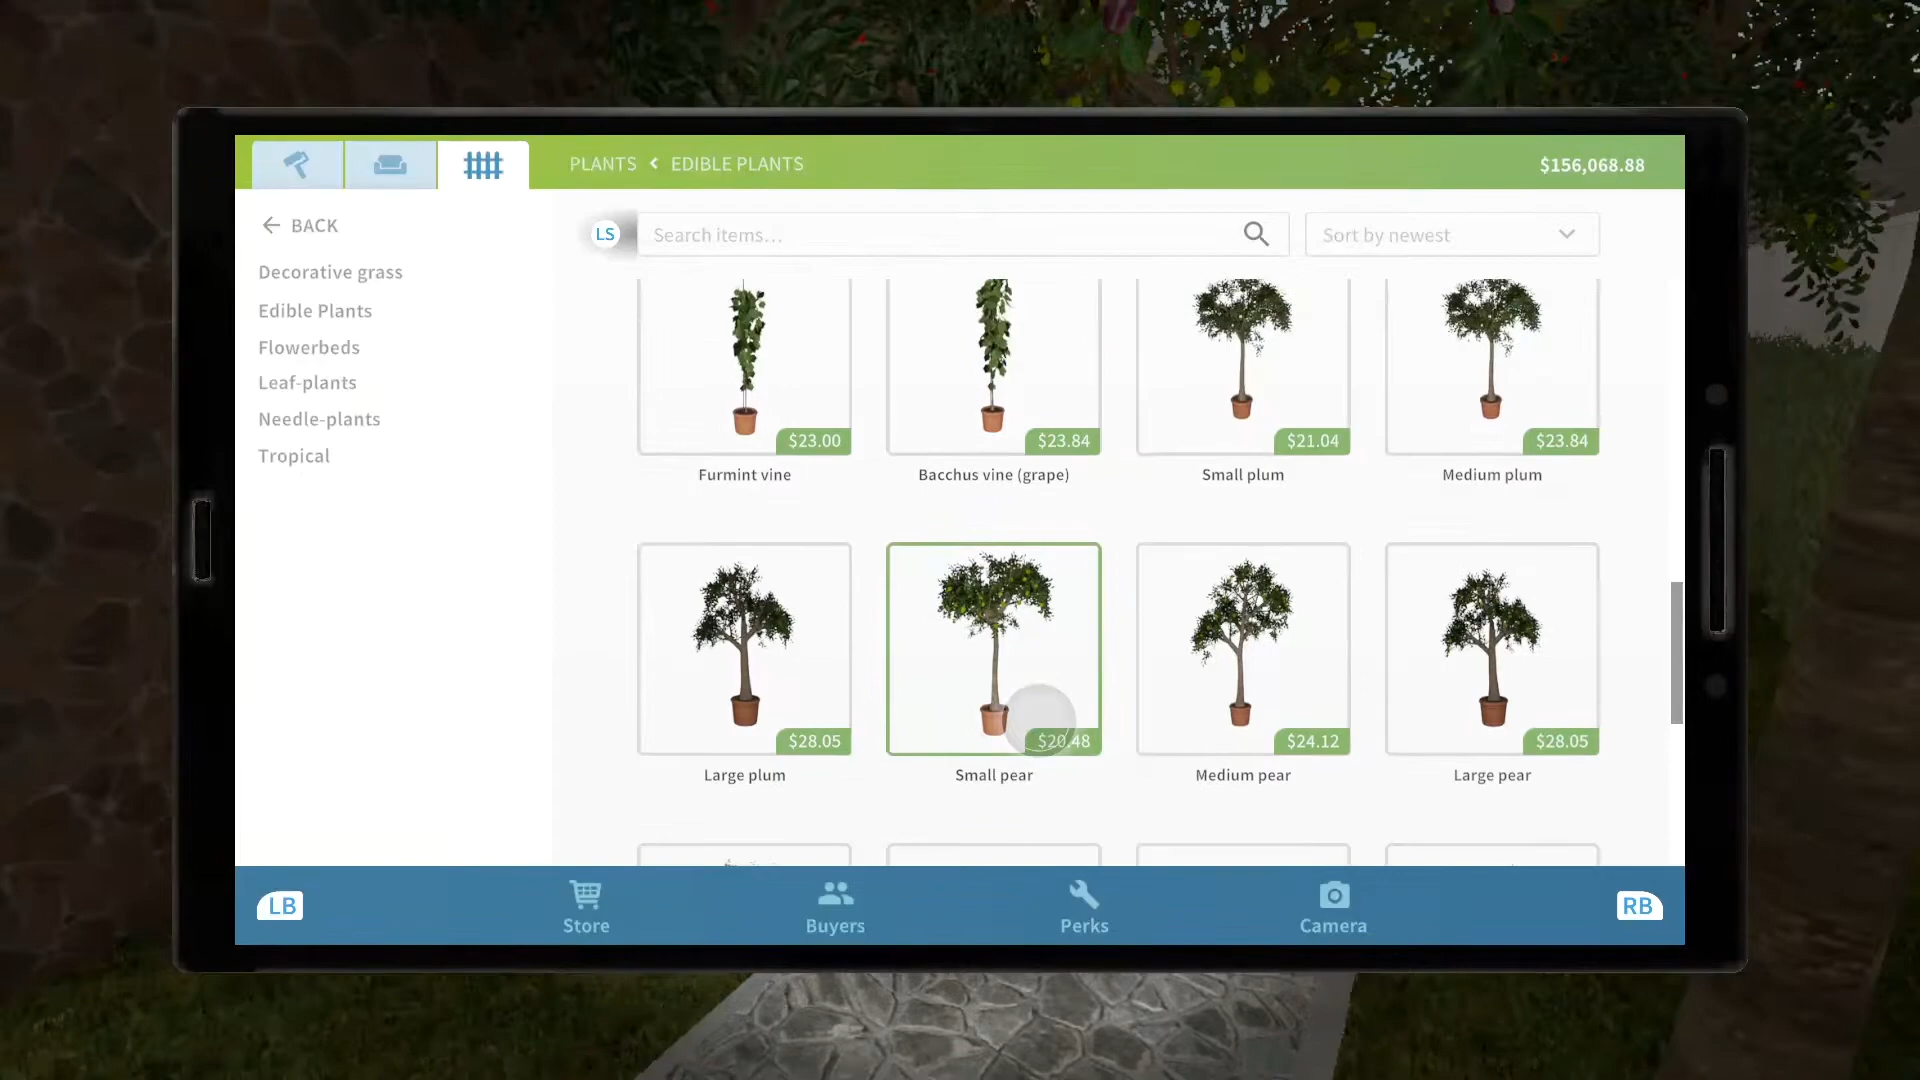 PLANTS < EDIBLE PLANTS
$156,068.88
BACK
LS
Search items...
Sort by newest
Decorative grass
Edible Plants
Flowerbeds
Leaf-plants
Needle-plants
Tropical
$23.00
$23.84
$21.04
$23.84
Furmint vine
Bacchus vine (grape)
Small plum
Medium plum
$28.05
$20.48
$24.12
$28.05
Large plum
Small pear
Medium pear
Large pear
LB
Store
Buyers
Perks
Camera
RB